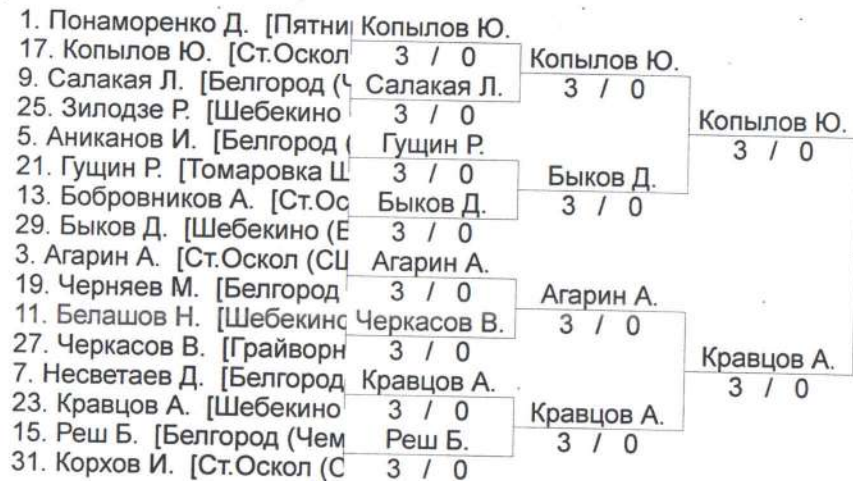 1. Понаморенко Д. [Пятни
Копылов Ю.
17. Копылов Ю. [Ст.Оскол
3 / 0
Копылов Ю.
9. Салакая Л. [Белгород (Ч
Салакая Л.
3 / 0
25. Зилодзе Р. [Шебекино
3 / 0
Копылов Ю.
5. Аниканов И. [Белгород (
Гущин Р.
3 / 0
21. Гущин Р. [Томаровка Ш
3 / 0
Быков Д.
13. Бобровников А. [Ст.Ос
Быков Д.
3 / 0
29. Быков Д. [Шебекино (Б
3 / 0
3. Агарин А. [Ст.Оскол (СШ
Агарин А.
19. Черняев М. [Белгород
3 / 0
Агарин А.
11. Белашов Н. [Шебекино
Черкасов В.
3 / 0
27. Черкасов В. [Грайворн
3 / 0
Кравцов А.
7. Несветаев Д. [Белгород
Кравцов А.
3 / 0
23. Кравцов А. [Шебекино
3 / 0
Кравцов А.
15. Реш Б. [Белгород (Чем
Реш Б.
3 / 0
31. Корхов И. [Ст.Оскол (С
3 / 0